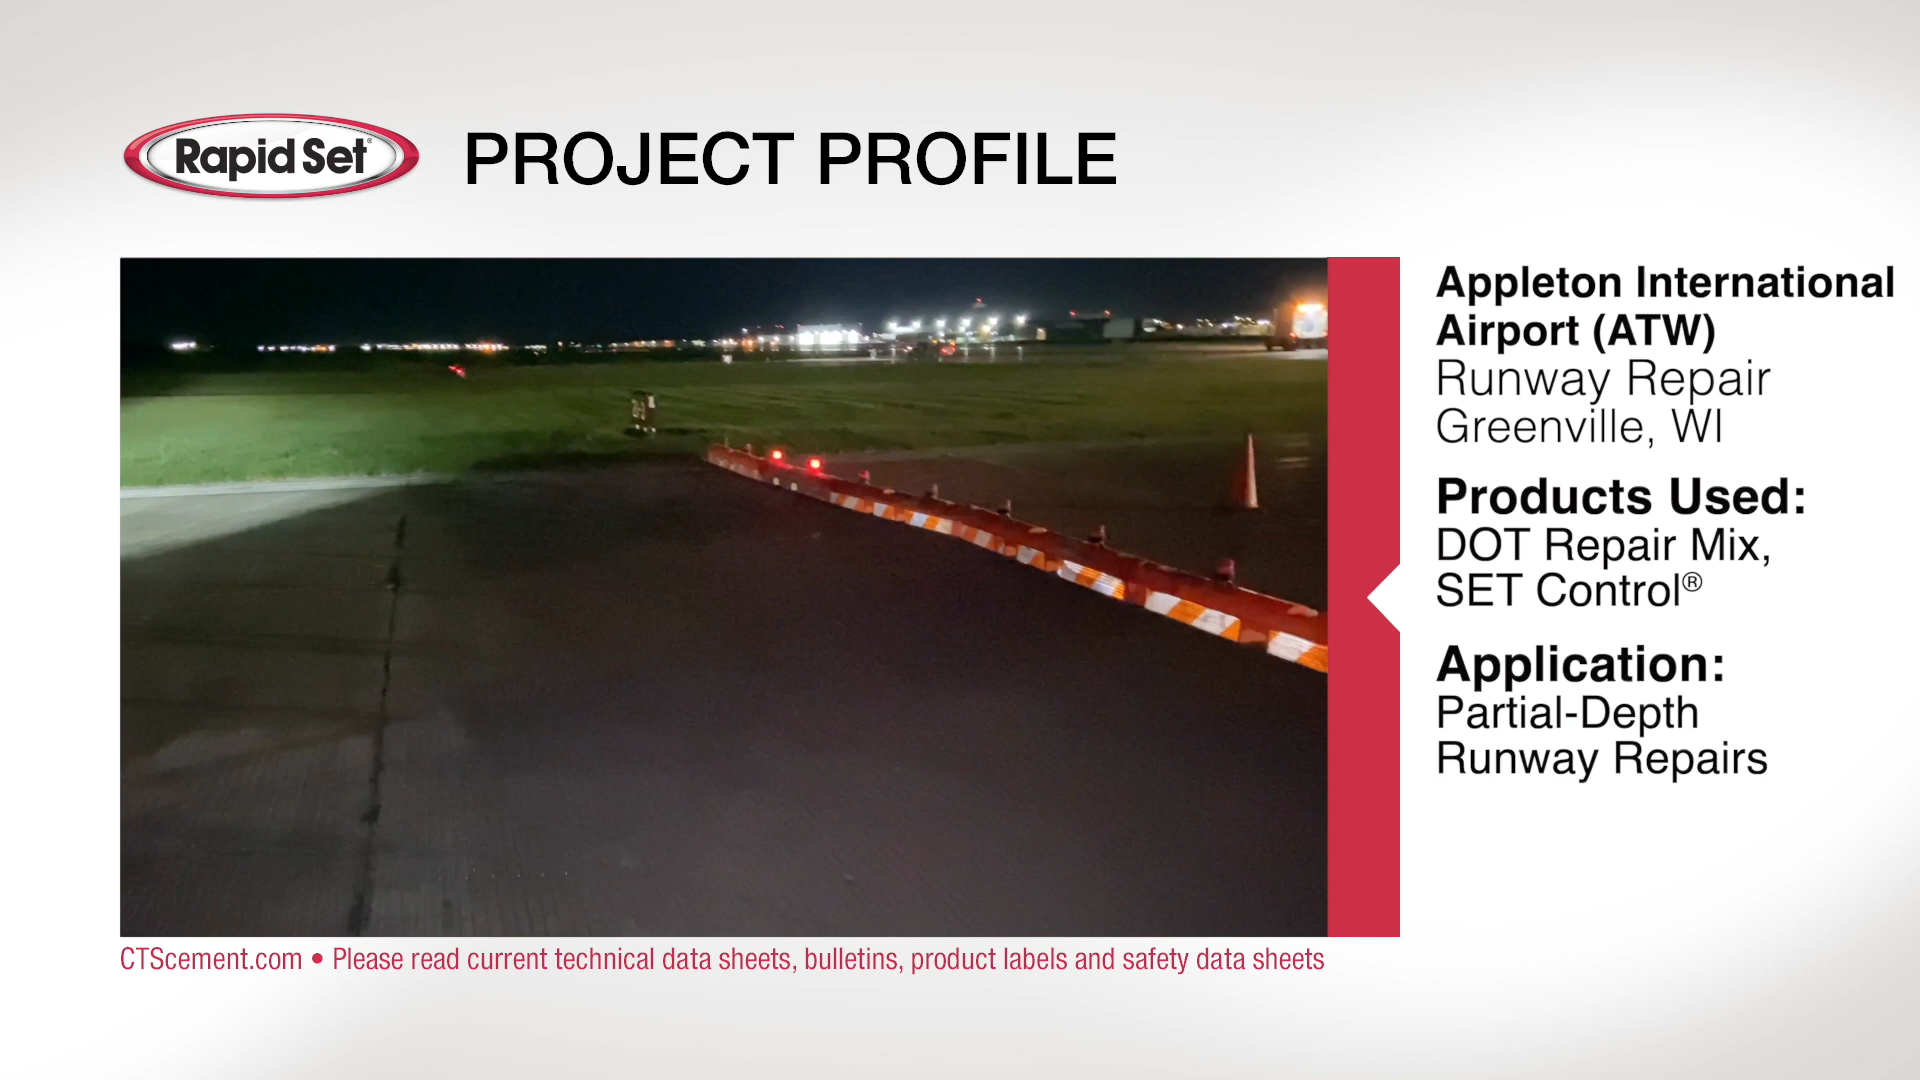 Rapid Set®
PROJECT PROFILE
Appleton International
Airport (ATW)
Runway Repair
Greenville, WI
Products Used:
DOT Repair Mix,
SET Control®
Application:
Partial-Depth
Runway Repairs
CTScement.com • Please read current technical data sheets, bulletins, product labels and safety data sheets